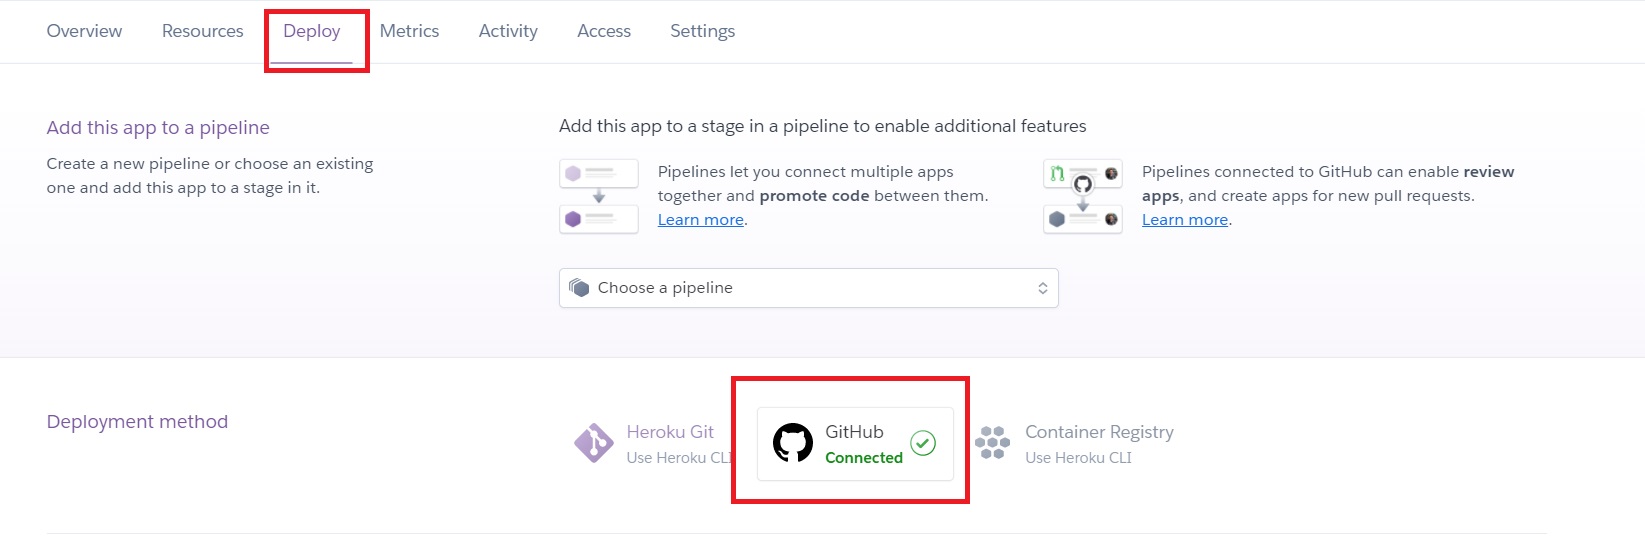 Overview Resources Deploy Metrics Activity Access Settings
Add this app to a pipeline
Create a new pipeline or choose an existing
one and add this app to a stage in it.
Add this app to a stage in a pipeline to enable additional features
Pipelines let you connect multiple apps
together and promote code between them.
Learn more.
Pipelines connected to GitHub can enable review
apps, and create apps for new pull requests.
Learn more.
Choose a pipeline
Deployment method
Heroku Git
Use Heroku CLI
GitHub
Connected
Container Registry
Use Heroku CLI